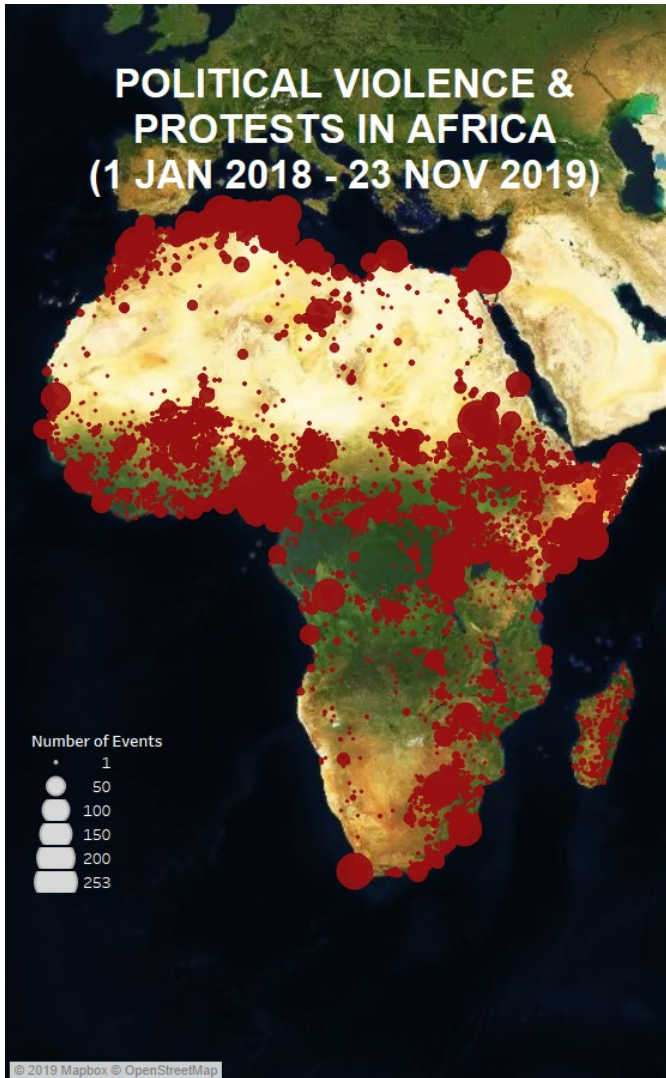 POLITICAL VIOLENCE &
PROTESTS IN AFRICA
(1 JAN 2018 - 23 NOV 2019)
Number of Events
1
50
100
150
200
253
© 2019 Mapbox © OpenStreetMap